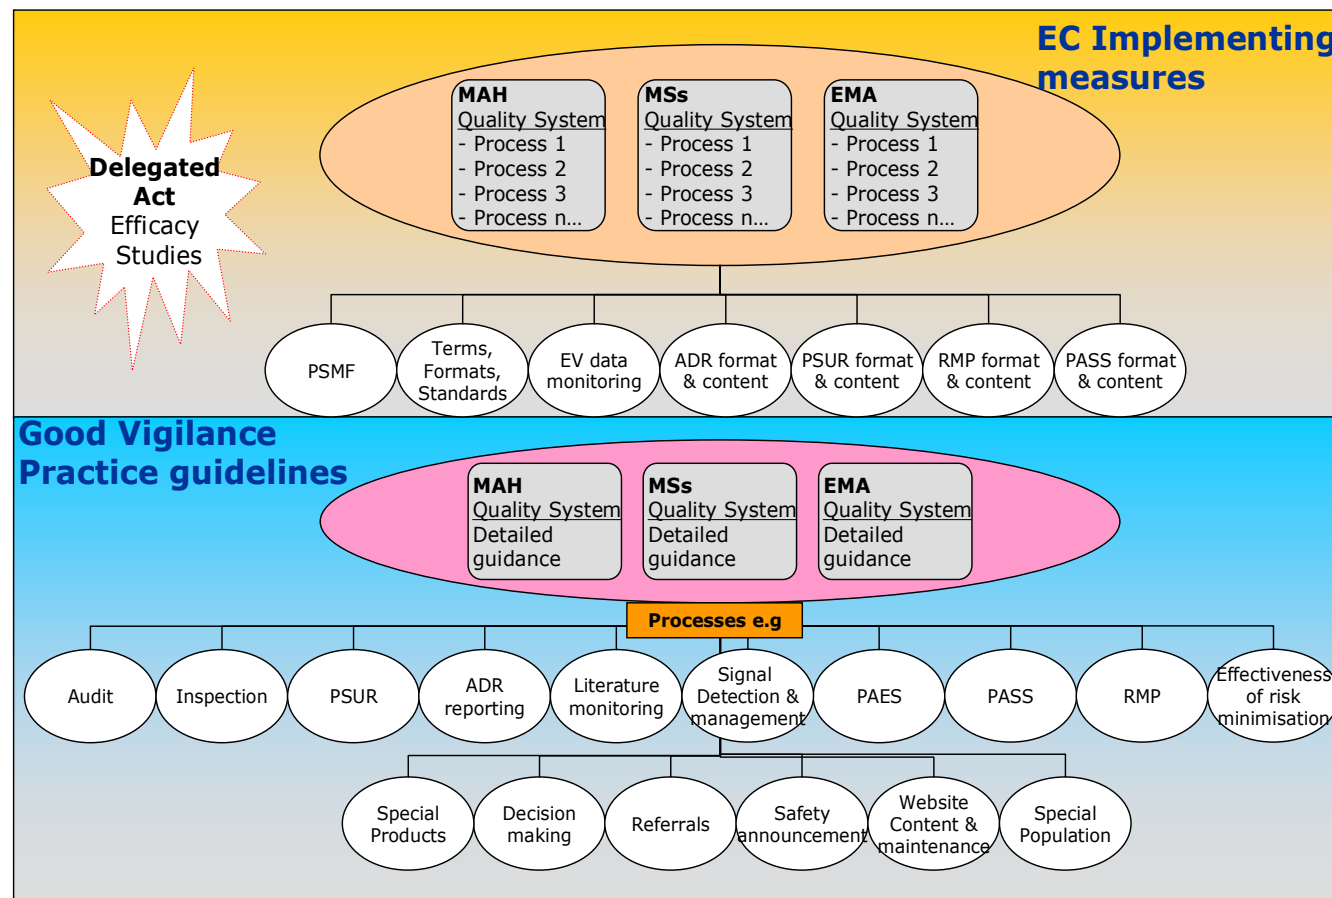 EC Implementing
measures
Delegated
Act
Efficacy
Studies
MAH
Quality System
- Process 1
- Process 2
- Process 3
- Process n...
MSs
Quality System
- Process 1
- Process 2
- Process 3
- Process n...
EMA
Quality System
- Process 1
- Process 2
- Process 3
- Process n...
PSMF
Terms,
Formats,
Standards
EV data
monitoring
ADR format
& content
PSUR format
& content
RMP format
& content
PASS format
& content
Good Vigilance
Practice guidelines
MAH
Quality System
Detailed
guidance
MSs
Quality System
Detailed
guidance
EMA
Quality System
Detailed
guidance
Processes e.g
Audit
Inspection
PSUR
ADR
reporting
Literature
monitoring
Signal
Detection &
management
PAES
PASS
RMP
Effectiveness
of risk
minimisation
Special
Products
Decision
making
Referrals
Safety
announcement
Website
Content &
maintenance
Special
Population